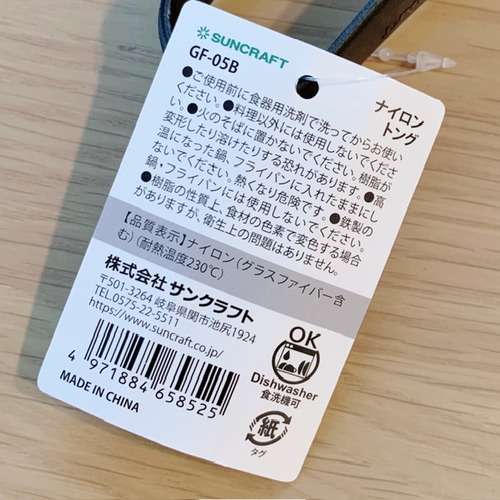 SUNCRAFT
GF-05B
ナイロン
トング
●ご使用前に食器用洗剤で洗ってからお使い
ください。●料理以外には使用しないでくださ
い。●火のそばに置かないでください。樹脂が
変形したり溶けたりする恐れがあります。●高
温になった鍋、フライパンに入れたままにし
ないでください。熱くなり危険です。●鉄製の
鍋・フライパンには使用しないでください。
●樹脂の性質上、食材の色素で変色する場合
がありますが、衛生上の問題はありません。
【品質表示】ナイロン(グラスファイバー含
む)(耐熱温度230℃)
株式会社 サンクラフト
〒501-3264 岐阜県関市池尻1924
TEL.0575-22-5511
https://www.suncraft.co.jp/
4 971884 658525
MADE IN CHINA
OK
Dishwasher
食洗機可
紙
タグ